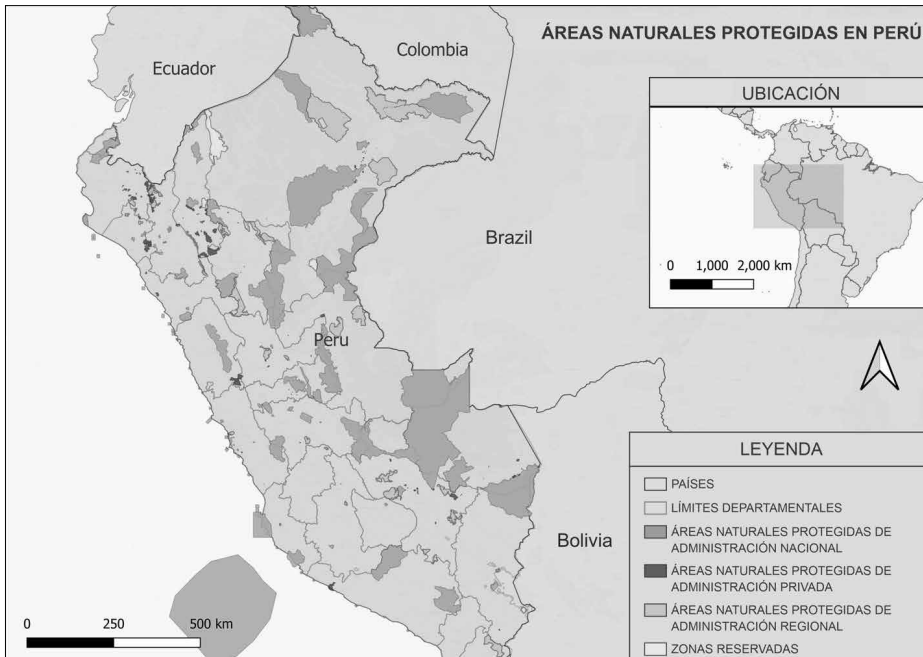 ÁREAS NATURALES PROTEGIDAS EN PERÚ
Colombia
Ecuador
UBICACIÓN
0 1,000 2,000 km
Brazil
Peru
Bolivia
LEYENDA
PAÍSES
LÍMITES DEPARTAMENTALES
ÁREAS NATURALES PROTEGIDAS DE
ADMINISTRACIÓN NACIONAL
ÁREAS NATURALES PROTEGIDAS DE
ADMINISTRACIÓN PRIVADA
ÁREAS NATURALES PROTEGIDAS DE
ADMINISTRACIÓN REGIONAL
ZONAS RESERVADAS
0 250 500 km